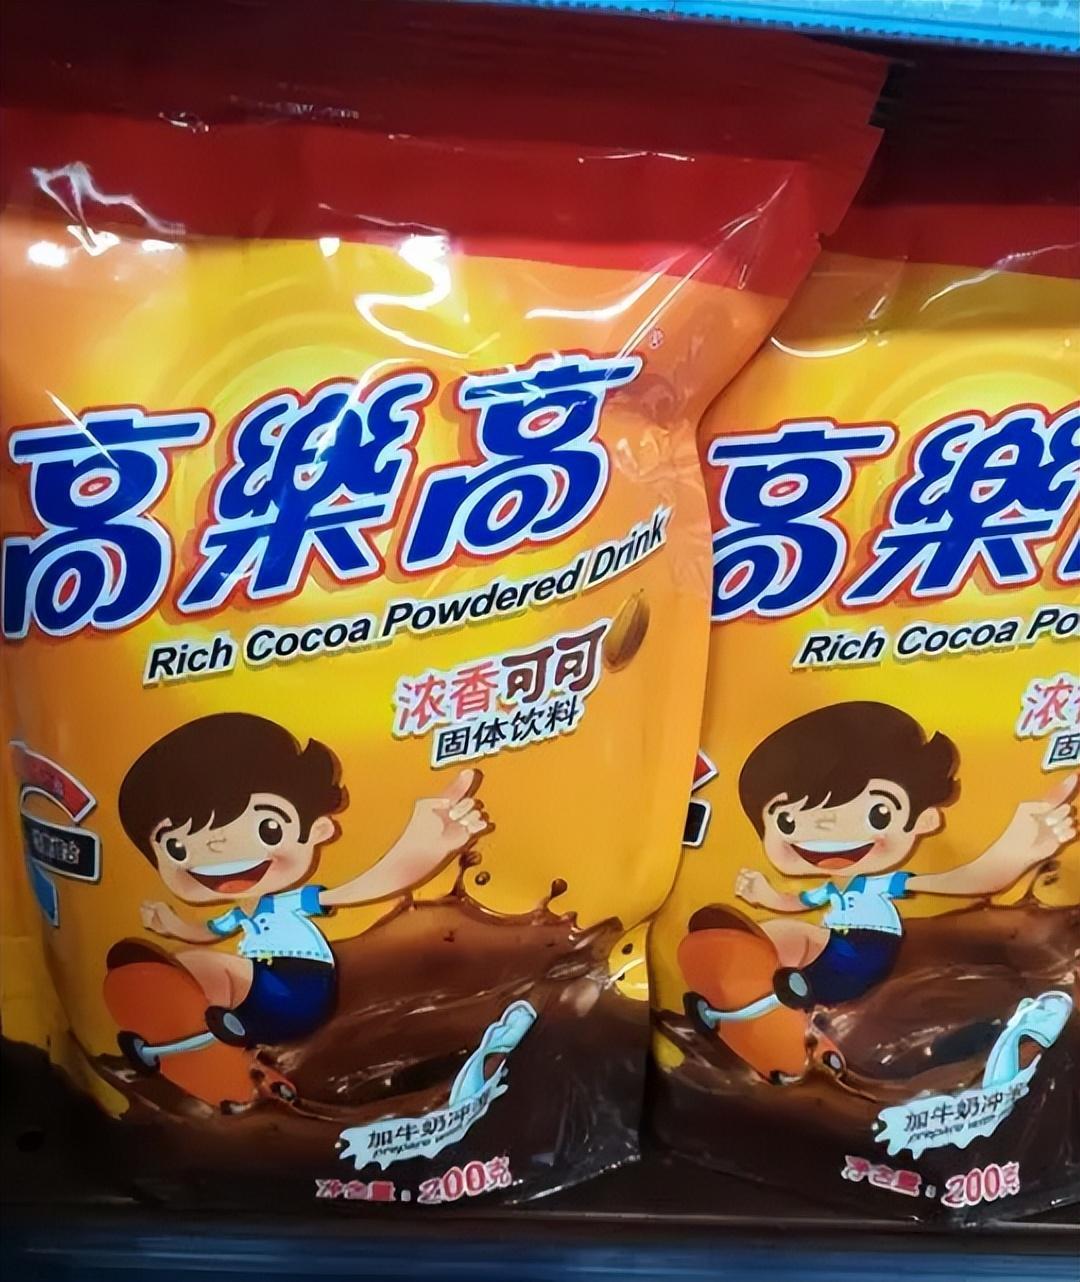 高樂高
Rich Cocoa Powdered Drink
浓香可可
固体饮料
加牛奶冲
净含量：200克
高樂
Rich Cocoa Po
浓
固
加牛奶冲
净含量：200克